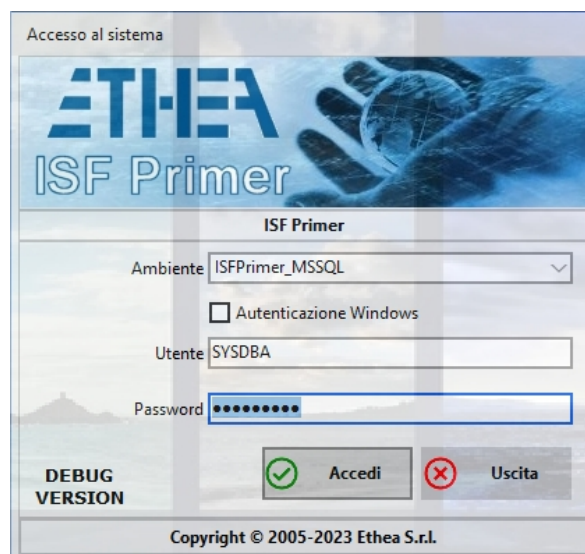 Accesso al sistema
ETHEA
ISF Primer
ISF Primer
Ambiente ISFPrimer_MSSQL
Autenticazione Windows
Utente SYSDBA
Password •••••••••
DEBUG
VERSION
Accedi Uscita
Copyright © 2005-2023 Ethea S.r.l.